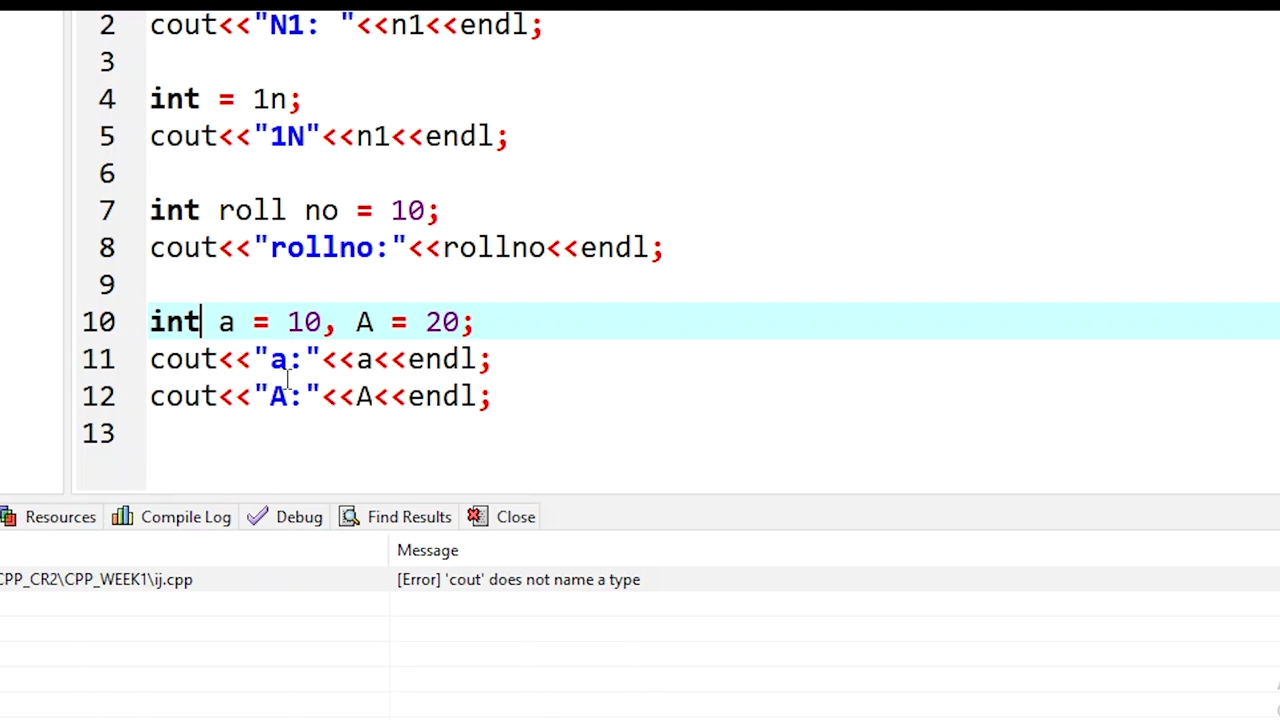 2 cout<<"N1: "<<n1<<endl;
3
4 int = 1n;
5 cout<<"1N"<<n1<<endl;
6
7 int roll no = 10;
8 cout<<"rollno:"<<rollno<<endl;
9
10 int a = 10, A = 20;
11 cout<<"a:"<<a<<endl;
12 cout<<"A:"<<A<<endl;
13
Resources Compile Log Debug Find Results Close
Message
CPP_CR2\CPP_WEEK1\ij.cpp [Error] 'cout' does not name a type